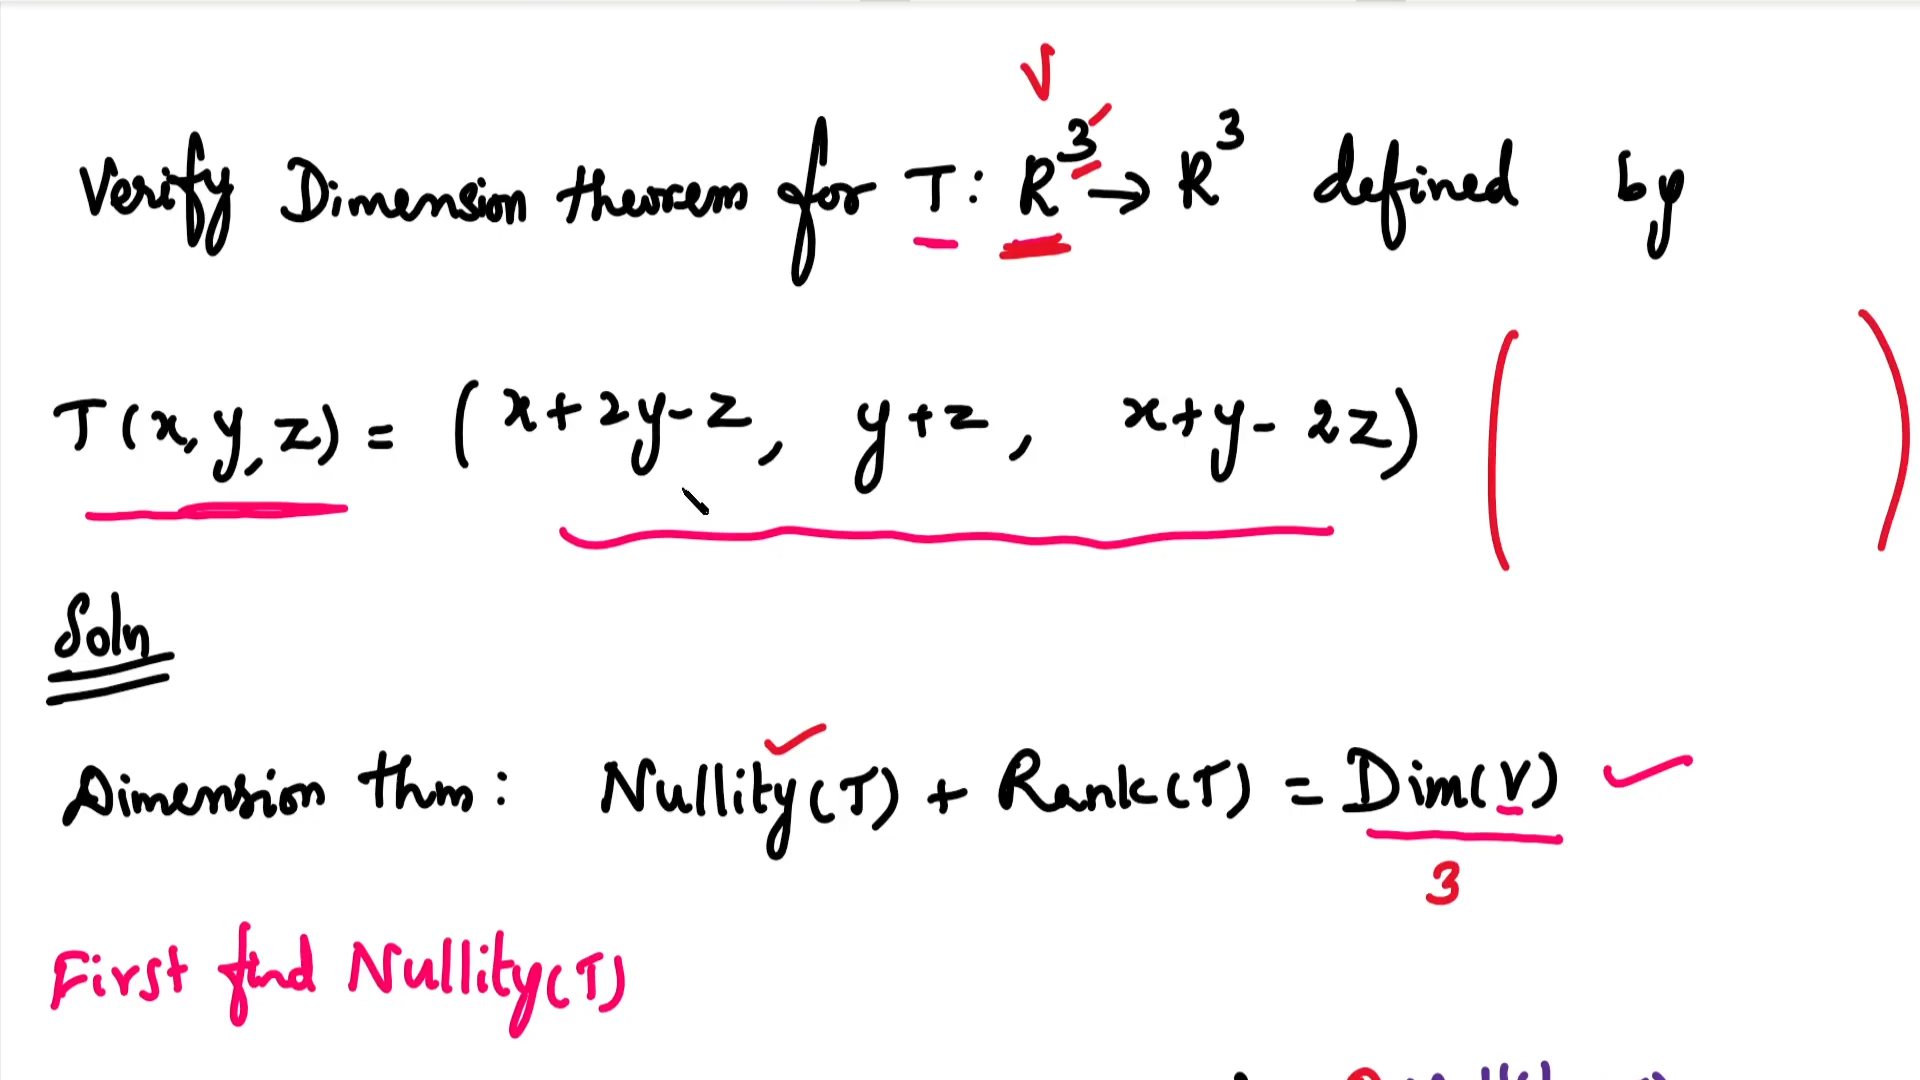 V
Verify Dimension theorem for T: R³ → R³ defined by
T(x, y, z) = (x+2y-z, y+z, x+y-2z) ( )
Soln
Dimension thm: Nullity(T) + Rank(T) = Dim(V) ✓
3
First find Nullity(T)